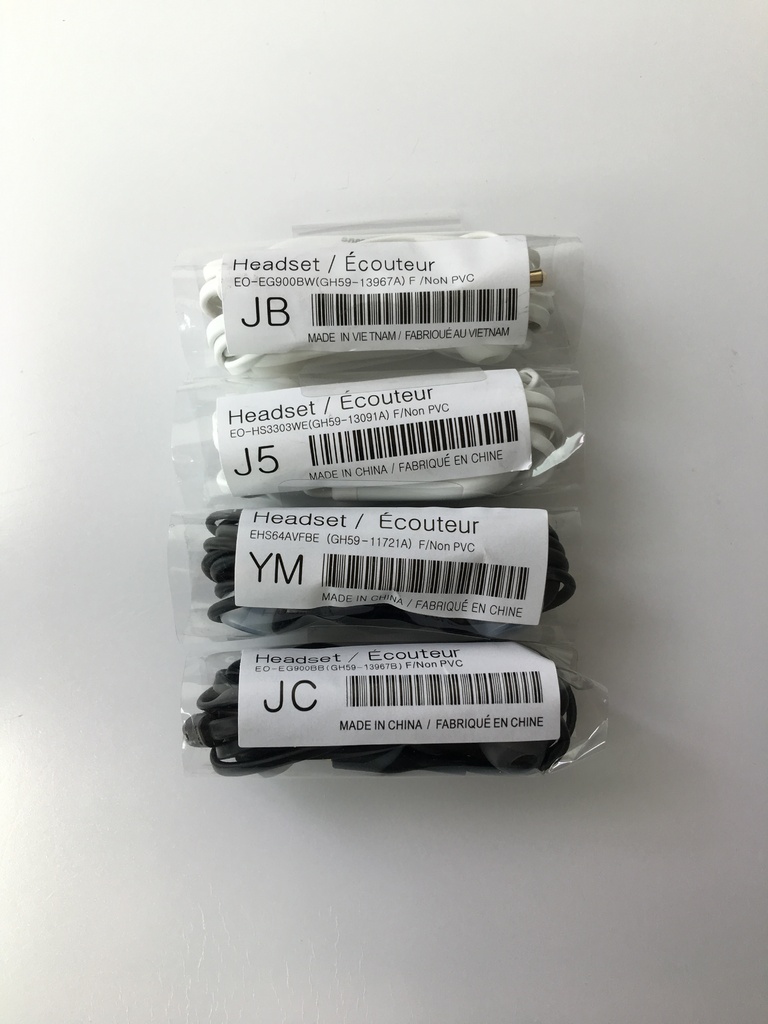 Headset / Écouteur
EO-EG900BW(GH59-13967A) F /NoN PVC
JB
MADE IN VIETNAM / FABRIQUÉ AU VIETNAM
Headset / Écouteur
EO-HS3303WE(GH59-13091A) F/Non PVC
J5
MADE IN CHINA / FABRIQUÉ EN CHINE
Headset / Écouteur
EHS64AVFBE (GH59-11721A) F/Non PVC
YM
MADE IN CHINA / FABRIQUÉ EN CHINE
Headset / Écouteur
EO-EG900BB(GH59-13967B) F/Non PVC
JC
MADE IN CHINA / FABRIQUÉ EN CHINE